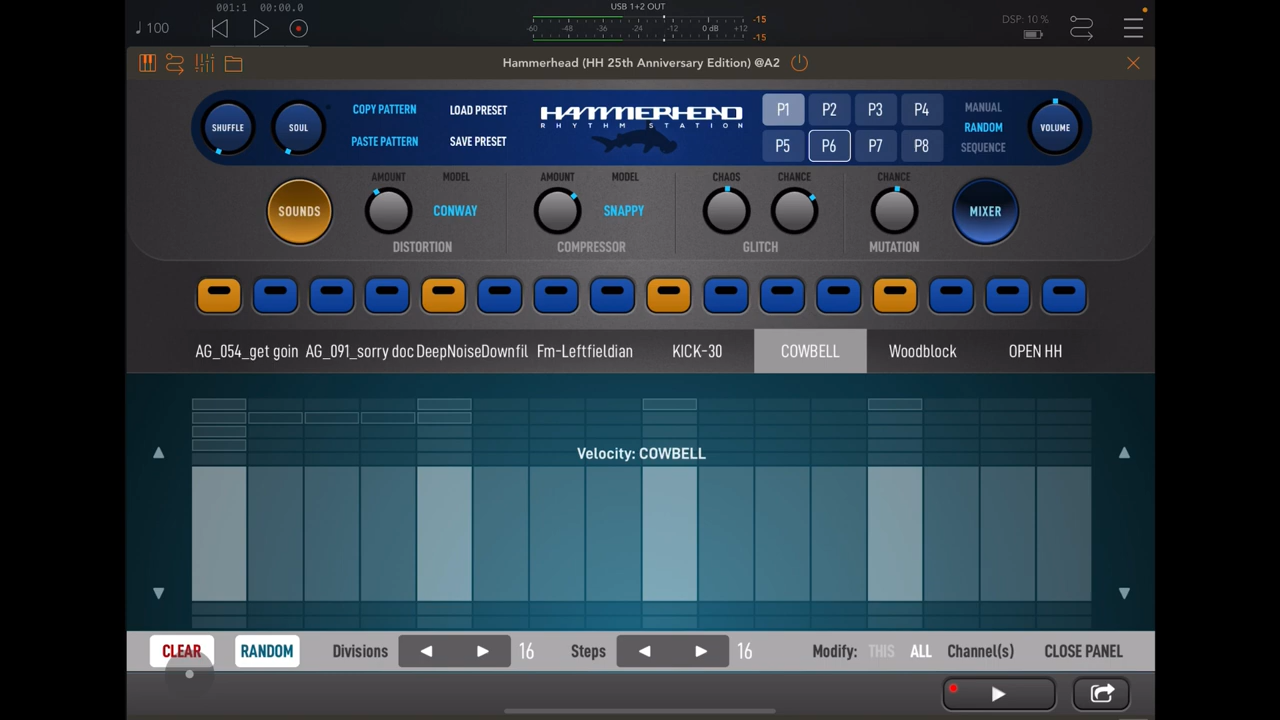 001:1 00:00.0
♩100
USB 1+2 OUT
-60 -48 -36 -24 -12 0 dB +12
-15
-15
DSP: 10 %
Hammerhead (HH 25th Anniversary Edition) @A2
SHUFFLE
SOUL
COPY PATTERN
PASTE PATTERN
LOAD PRESET
SAVE PRESET
HAMMERHEAD
RHYTHM STATION
P1 P2 P3 P4
P5 P6 P7 P8
MANUAL
RANDOM
SEQUENCE
VOLUME
SOUNDS
AMOUNT MODEL
CONWAY
DISTORTION
AMOUNT MODEL
SNAPPY
COMPRESSOR
CHAOS CHANCE
GLITCH
CHANCE
MUTATION
MIXER
AG_054_get goin AG_091_sorry doc DeepNoiseDownfil Fm-Leftfieldian KICK-30 COWBELL Woodblock OPEN HH
Velocity: COWBELL
CLEAR RANDOM Divisions 16 Steps 16 Modify: THIS ALL Channel(s) CLOSE PANEL